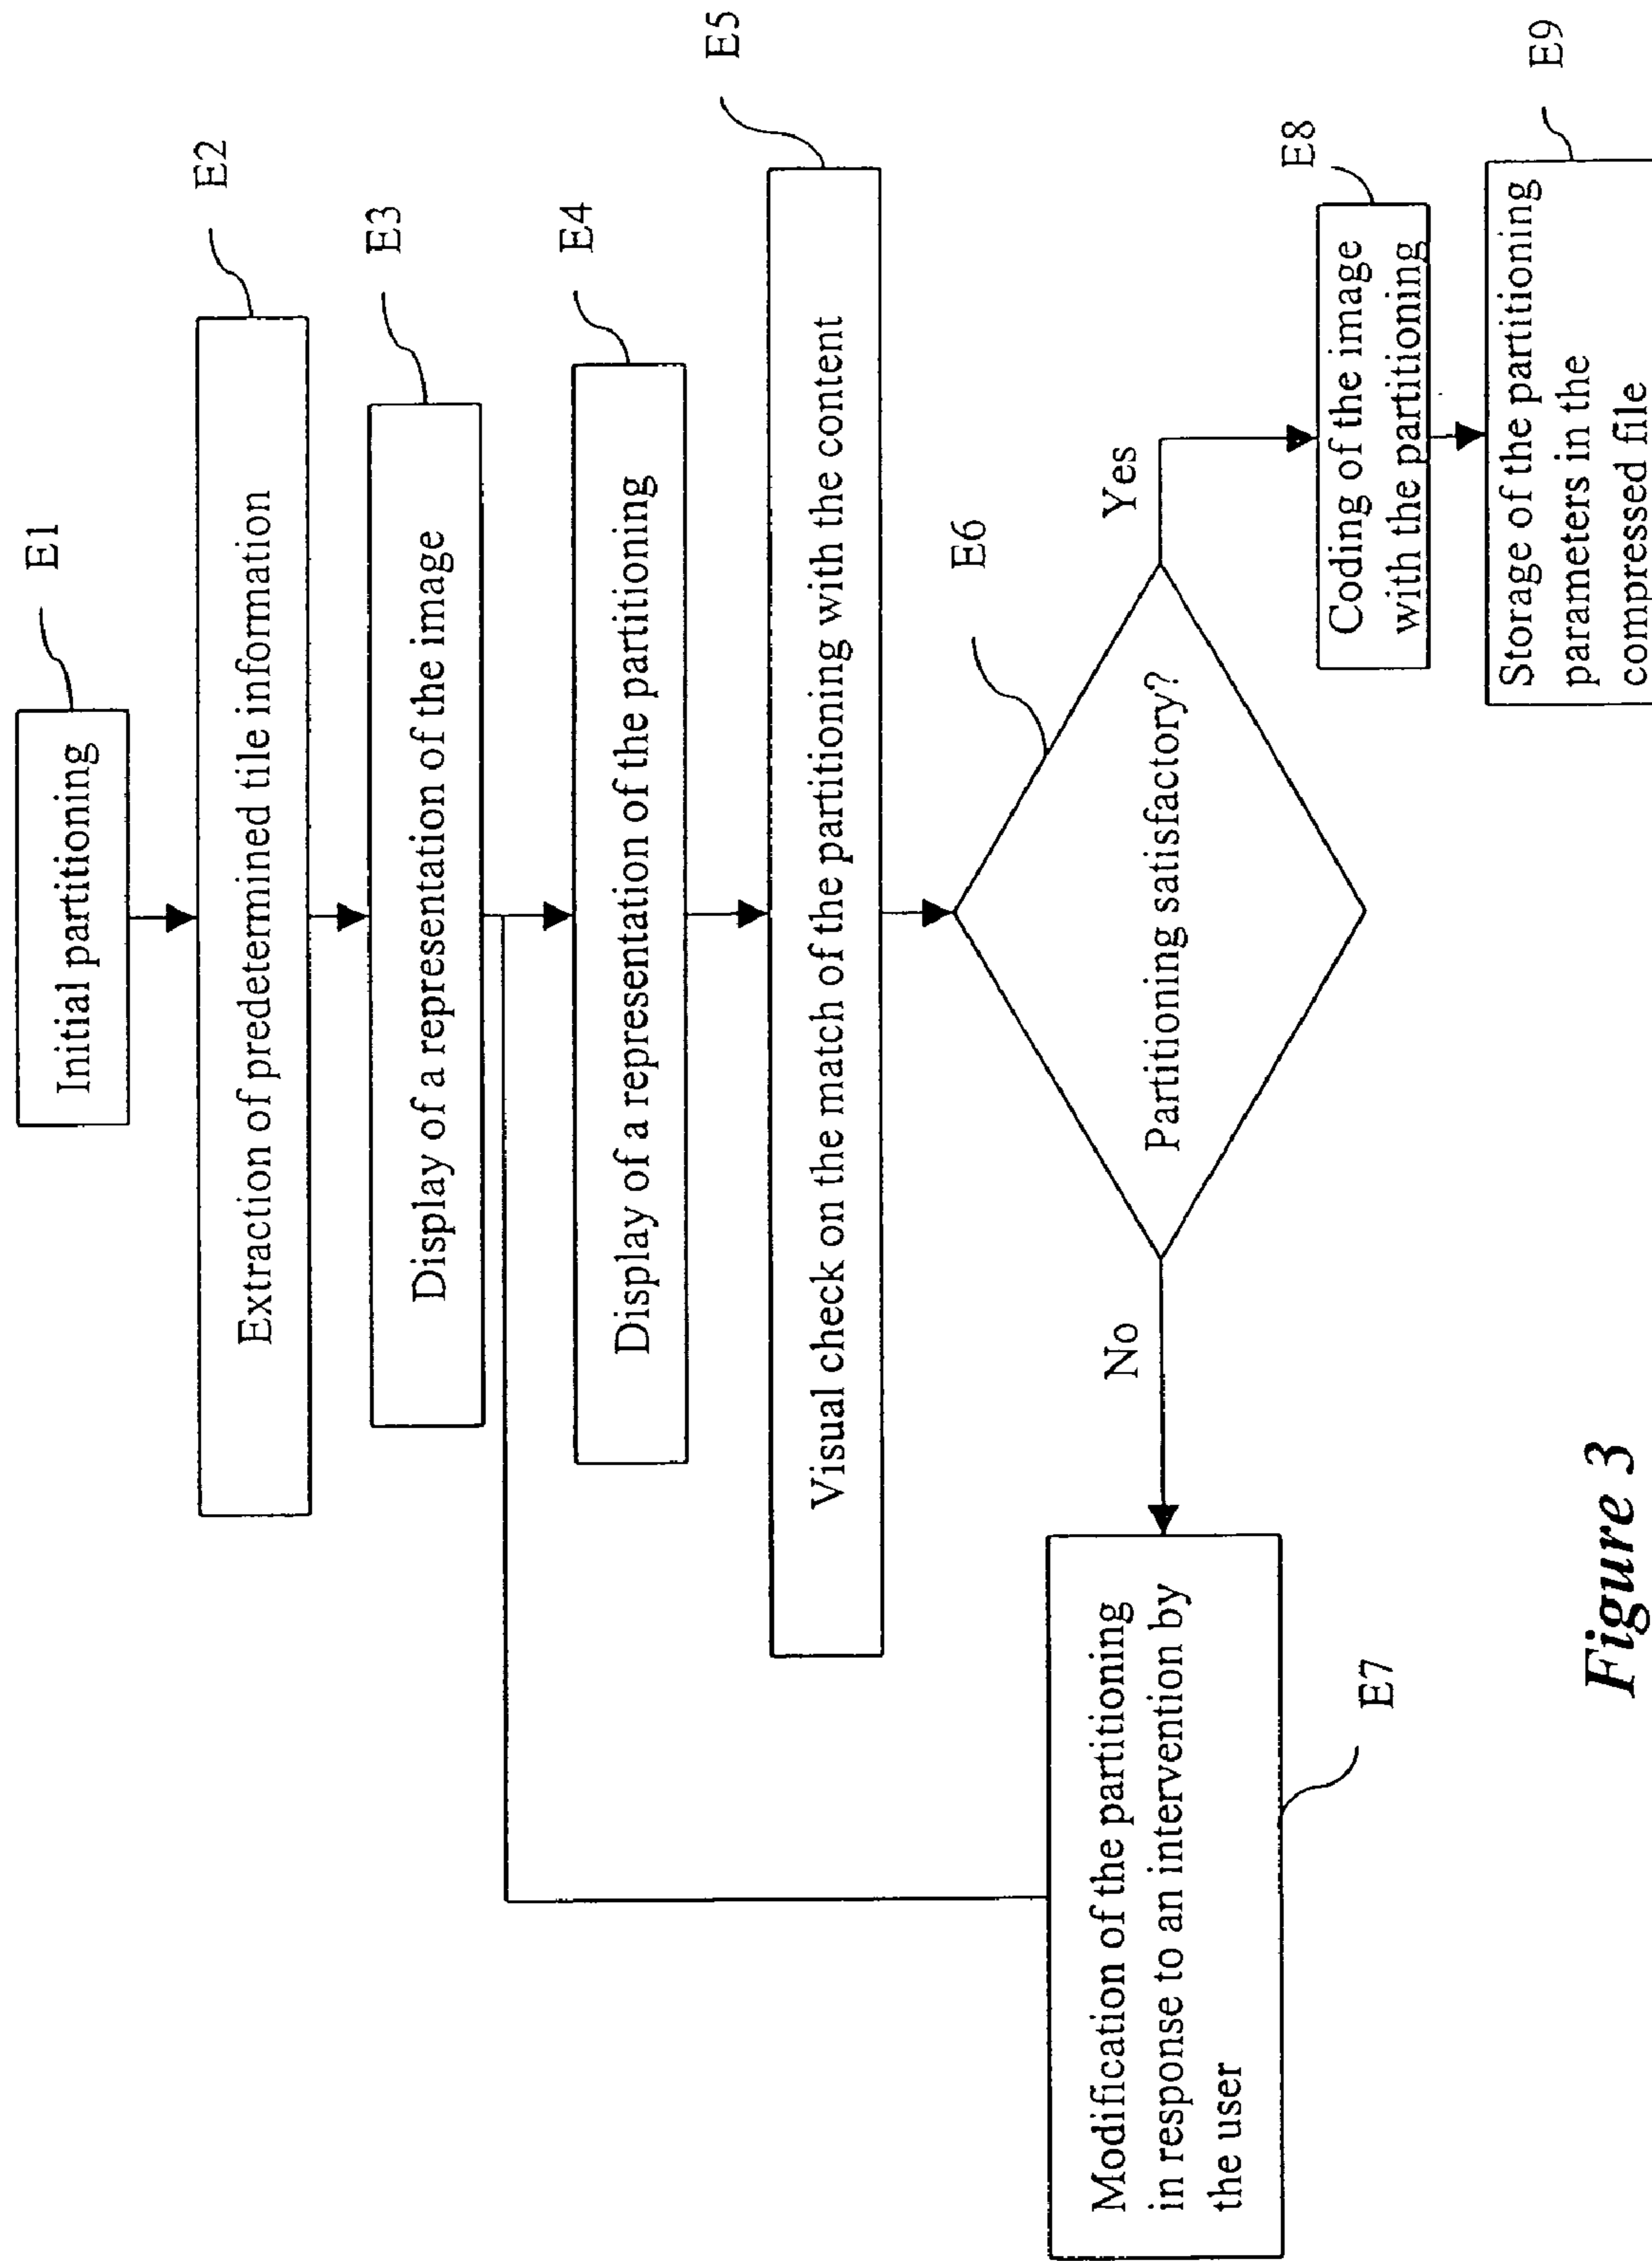 Initial partitioning
E1
Extraction of predetermined tile information
E2
Display of a representation of the image
E3
Display of a representation of the partitioning
E4
Visual check on the match of the partitioning with the content
E5
Partitioning satisfactory?
E6
No
Yes
Modification of the partitioning
in response to an intervention by
the user
E7
Coding of the image
with the partitioning
E8
Storage of the partitioning
parameters in the
compressed file
E9
Figure 3